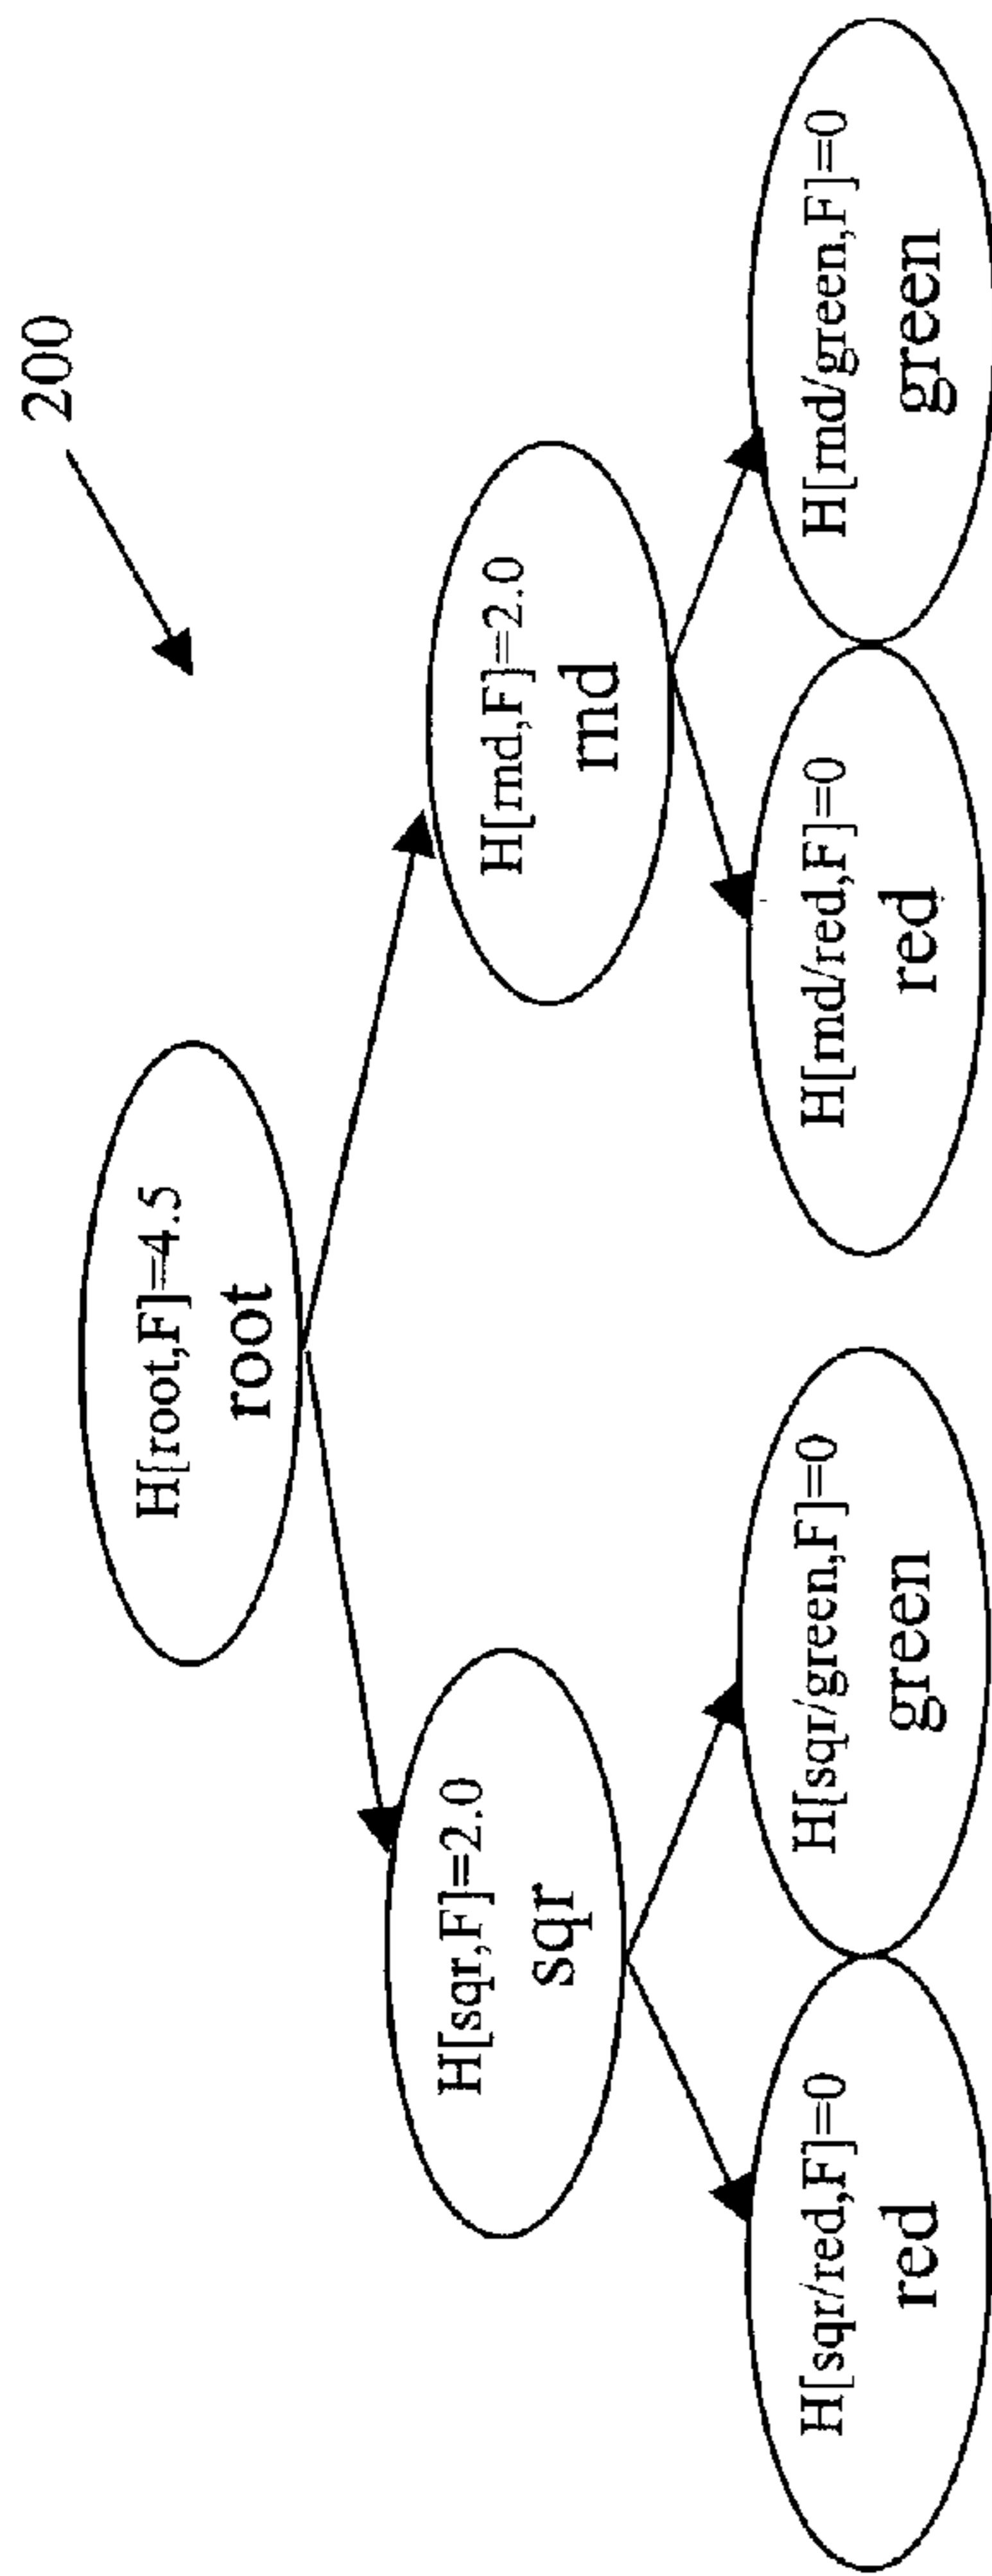 200
H[root,F]=4.5
root
H[sqr,F]=2.0
sqr
H[rnd,F]=2.0
rnd
H[sqr/red,F]=0
red
H[sqr/green,F]=0
green
H[rnd/red,F]=0
red
H[rnd/green,F]=0
green